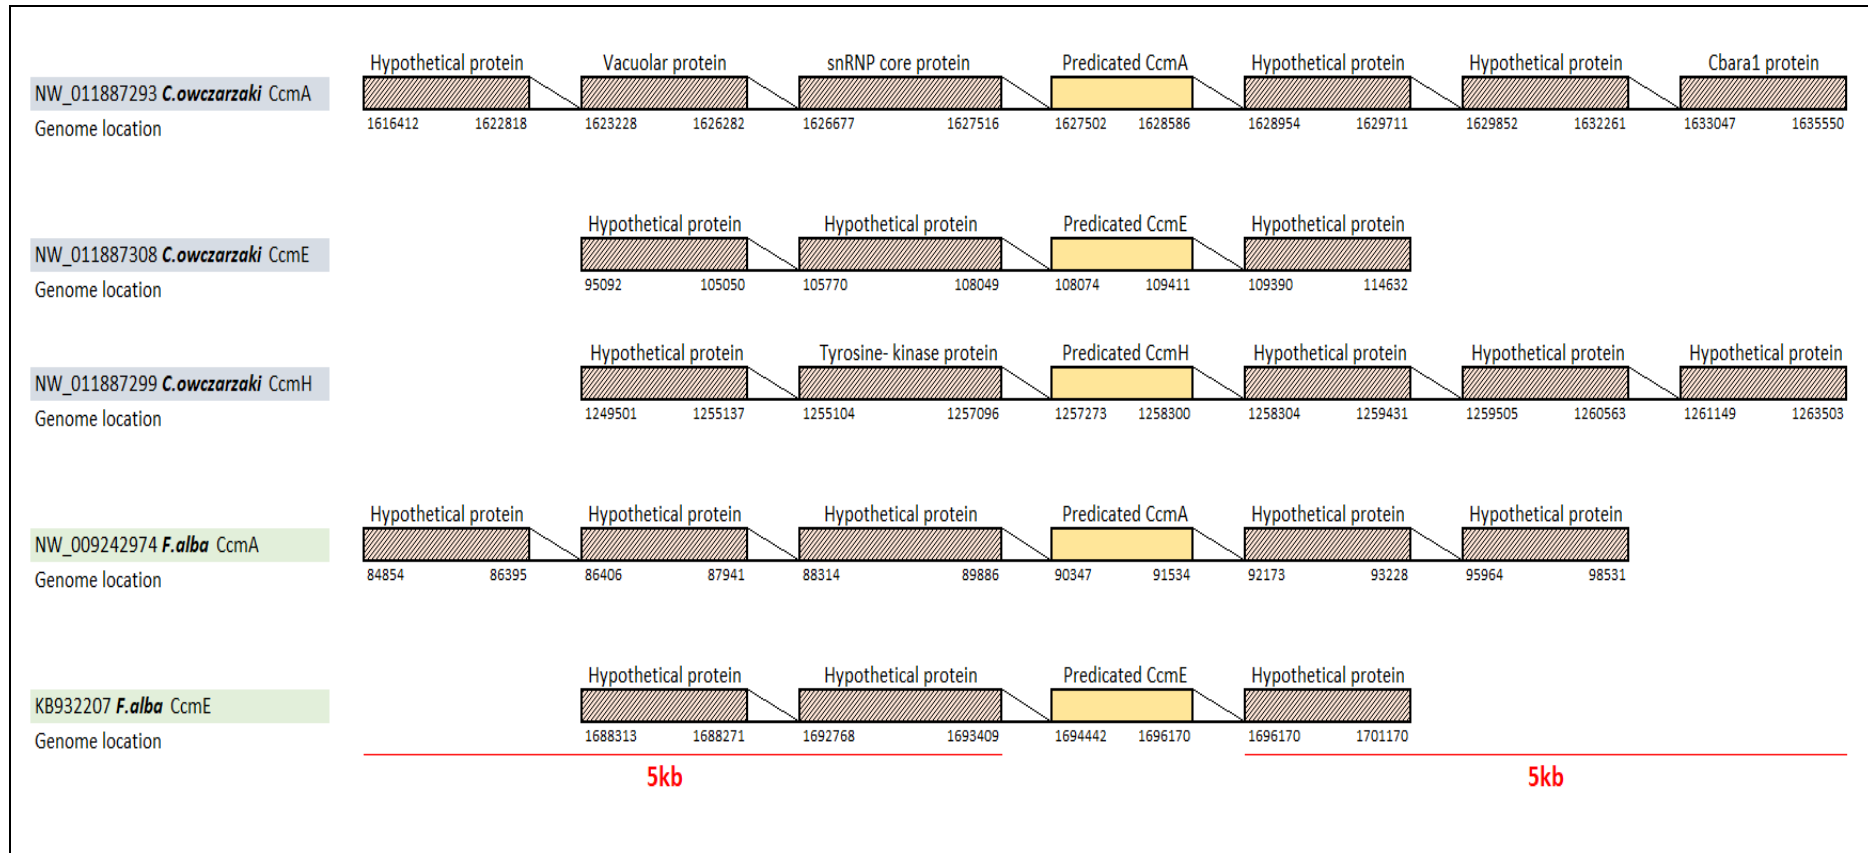 Hypothetical protein Vacuolar protein snRNP core protein Predicated CcmA Hypothetical protein Hypothetical protein Cbara1 protein
NW_011887293 C.owczarzaki CcmA
Genome location 1616412 1622818 1623228 1626282 1626677 1627516 1627502 1628586 1628954 1629711 1629852 1632261 1633047 1635550
Hypothetical protein Hypothetical protein Predicated CcmE Hypothetical protein
NW_011887308 C.owczarzaki CcmE
Genome location 95092 105050 105770 108049 108074 109411 109390 114632
Hypothetical protein Tyrosine- kinase protein Predicated CcmH Hypothetical protein Hypothetical protein Hypothetical protein
NW_011887299 C.owczarzaki CcmH
Genome location 1249501 1255137 1255104 1257096 1257273 1258300 1258304 1259431 1259505 1260563 1261149 1263503
Hypothetical protein Hypothetical protein Hypothetical protein Predicated CcmA Hypothetical protein Hypothetical protein
NW_009242974 F.alba CcmA
Genome location 84854 86395 86406 87941 88314 89886 90347 91534 92173 93228 95964 98531
Hypothetical protein Hypothetical protein Predicated CcmE Hypothetical protein
KB932207 F.alba CcmE
Genome location 1688313 1688271 1692768 1693409 1694442 1696170 1696170 1701170
5kb 5kb